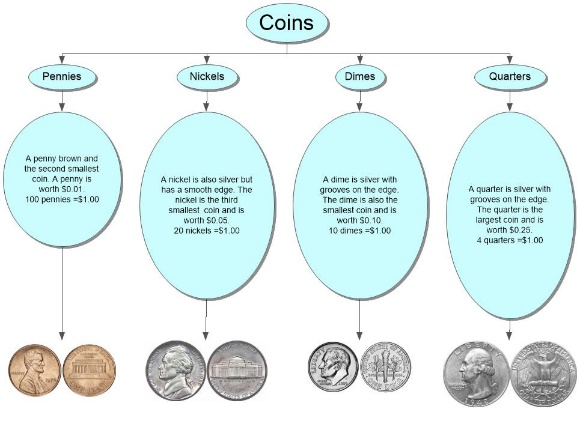 Coins
Pennies
Nickels
Dimes
Quarters
A penny brown and
the second smallest
coin. A penny is
worth $0.01.
100 pennies =$1.00
A nickel is also silver but
has a smooth edge. The
nickel is the third
smallest coin and is
worth $0.05.
20 nickels =$1.00
A dime is silver with
grooves on the edge.
The dime is also the
smallest coin and is
worth $0.10.
10 dimes =$1.00
A quarter is silver with
grooves on the edge.
The quarter is the
largest coin and is
worth $0.25.
4 quarters =$1.00